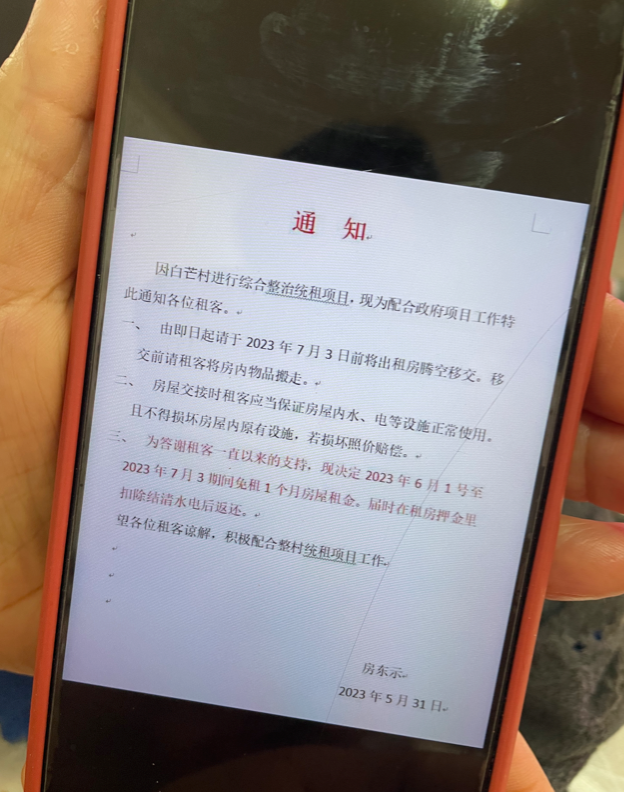 通 知
因白芒村进行综合整治统租项目，现为配合政府项目工作特
此通知各位租客。
一、 由即日起请于 2023 年 7 月 3 日前将出租房腾空移交。移
交前请租客将房内物品搬走。
二、 房屋交接时租客应当保证房屋内水、电等设施正常使用。
且不得损坏房屋内原有设施，若损坏照价赔偿。
三、 为答谢租客一直以来的支持，现决定 2023 年 6 月 1 号至
2023 年 7 月 3 期间免租 1 个月房屋租金。届时在租房押金里
扣除结清水电后返还。
望各位租客谅解，积极配合整村统租项目工作。
房东示
2023 年 5 月 31 日